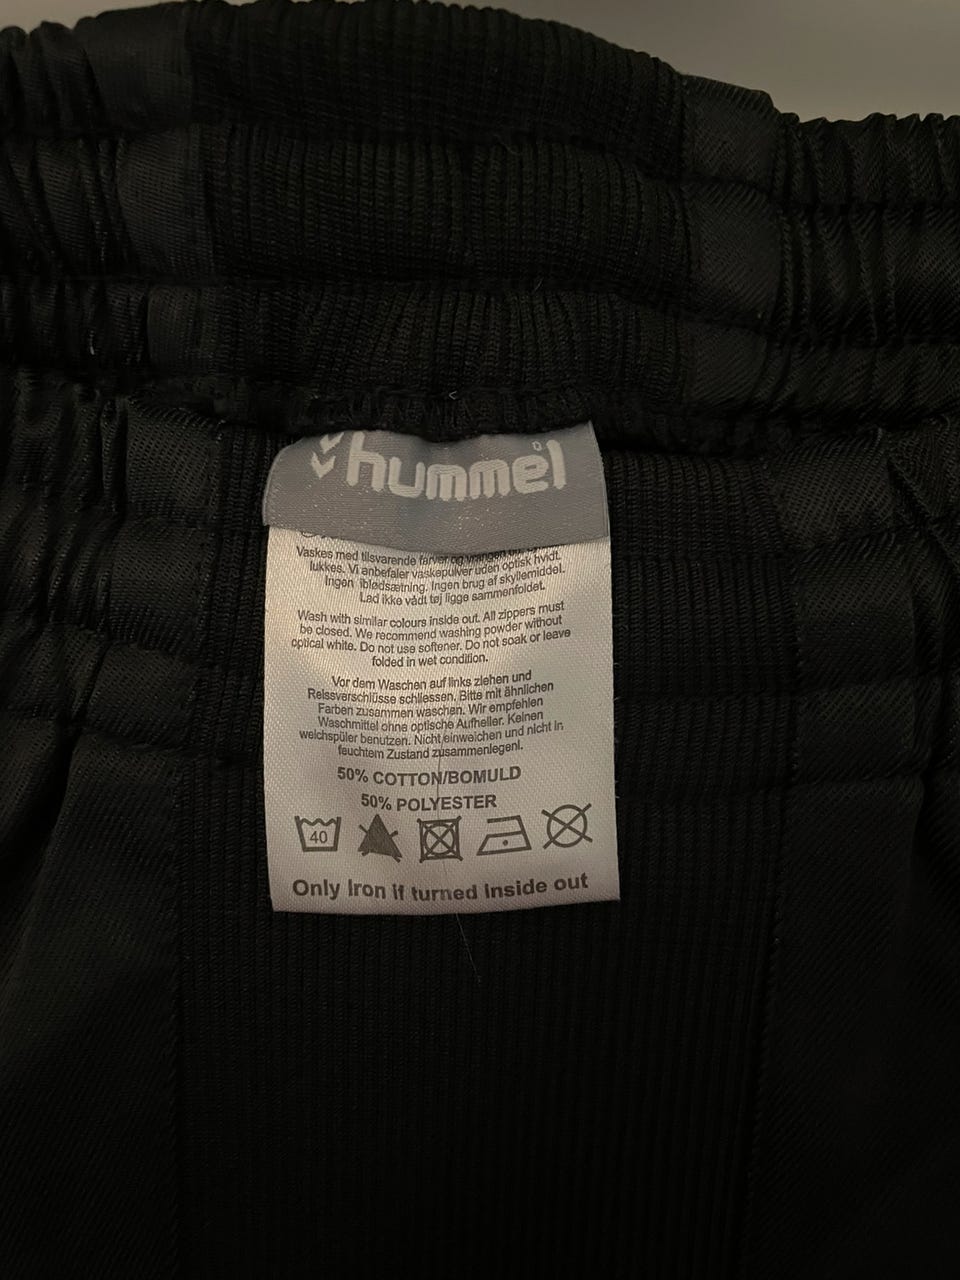 hummel
Vaskes med tilsvarende farver og vrangen
lukkes. Vi anbefaler vaskepulver uden optisk hvidt.
Ingen iblødsætning. Ingen brug af skyllemiddel.
Lad ikke vådt tøj ligge sammenfoldet.
Wash with similar colours inside out. All zippers must
be closed. We recommend washing powder without
optical white. Do not use softener. Do not soak or leave
folded in wet condition.
Vor dem Waschen auf links ziehen und
Reissverschlüsse schliessen. Bitte mit ähnlichen
Farben zusammen waschen. Wir empfehlen
Waschmittel ohne optische Aufheller. Keinen
weichspüler benutzen. Nicht einweichen und nicht in
feuchtem Zustand zusammenlegenl.
50% COTTON/BOMULD
50% POLYESTER
40
Only Iron if turned inside out